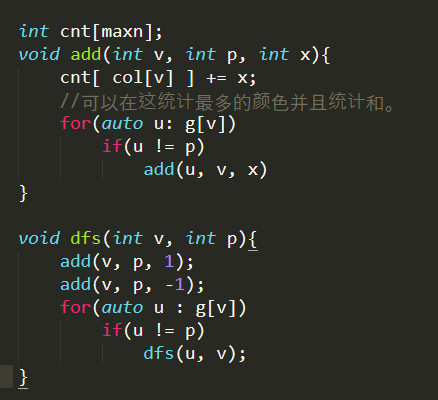 int cnt[maxn];
void add(int v, int p, int x){
    cnt[ col[v] ] += x;
    //可以在这统计最多的颜色并且统计和。
    for(auto u: g[v])
        if(u != p)
            add(u, v, x)
}

void dfs(int v, int p){
    add(v, p, 1);
    add(v, p, -1);
    for(auto u : g[v])
        if(u != p)
            dfs(u, v);
}